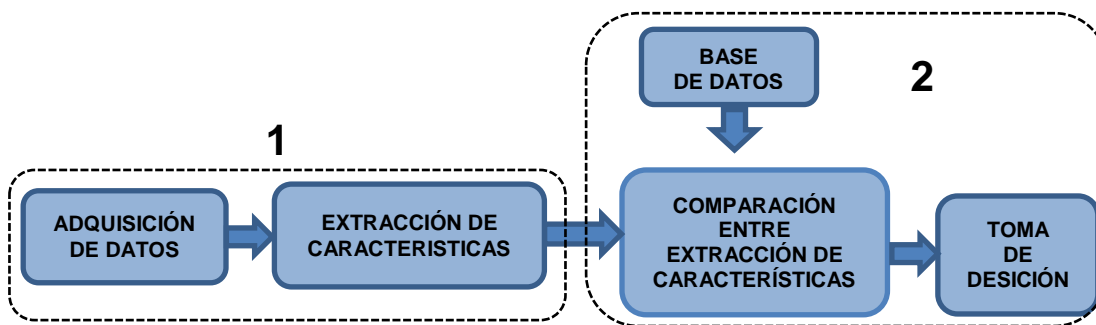 1
ADQUISICIÓN
DE DATOS
EXTRACCIÓN DE
CARACTERISTICAS
2
BASE
DE DATOS
COMPARACIÓN
ENTRE
EXTRACCIÓN DE
CARACTERÍSTICAS
TOMA
DE
DESICIÓN